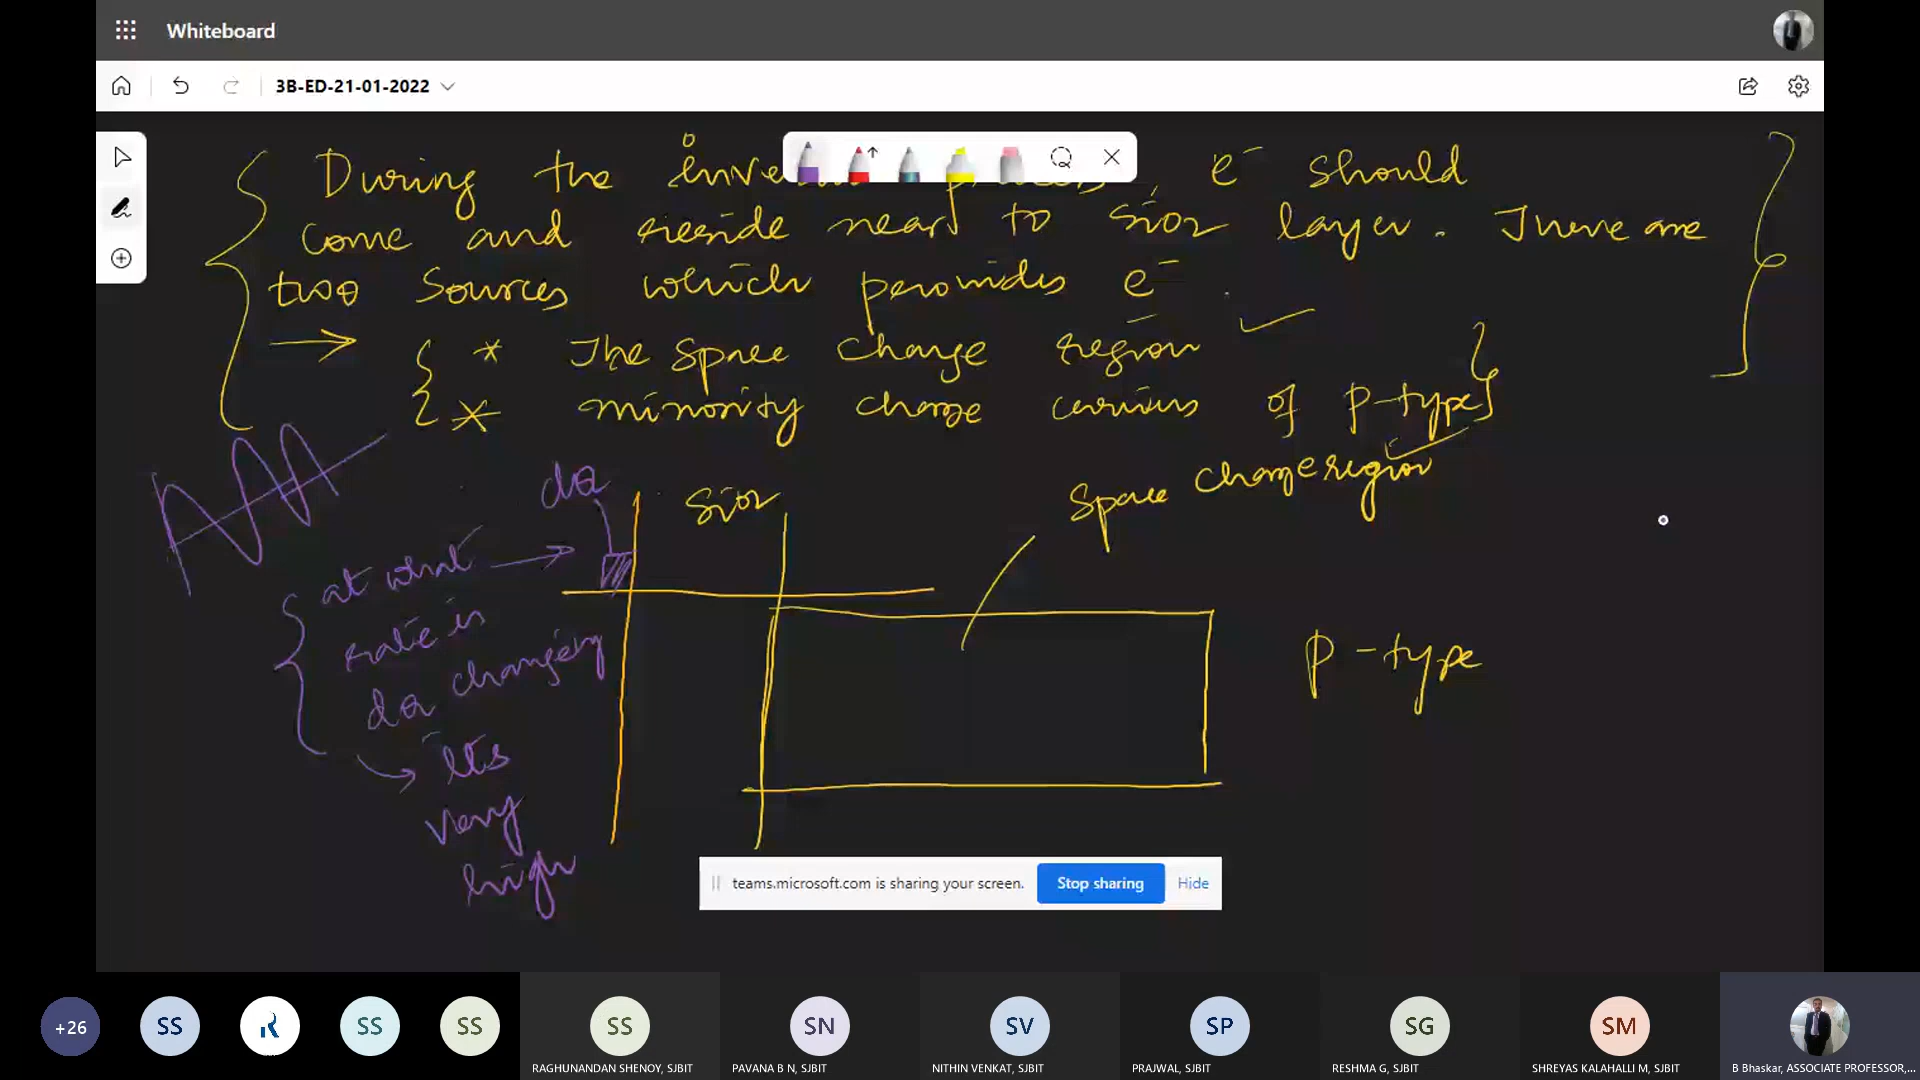 Whiteboard
3B-ED-21-01-2022
During the e⁻ should
come and reside near to Sio2 layer. There are
two sources which provides e⁻
→ { * The space charge region ✓
{ * minority charge carriers of p-type }
dQ
Sio2
Space charge region
at what →
rate is
dQ changing
→ Its
very
high
p-type
teams.microsoft.com is sharing your screen. Stop sharing Hide
+26 SS SS SS SS SN SV SP SG SM
RAGHUNANDAN SHENOY, SJBIT PAVANA B N, SJBIT NITHIN VENKAT, SJBIT PRAJWAL, SJBIT RESHMA G, SJBIT SHREYAS KALAHALLI M, SJBIT B Bhaskar, ASSOCIATE PROFESSOR,...